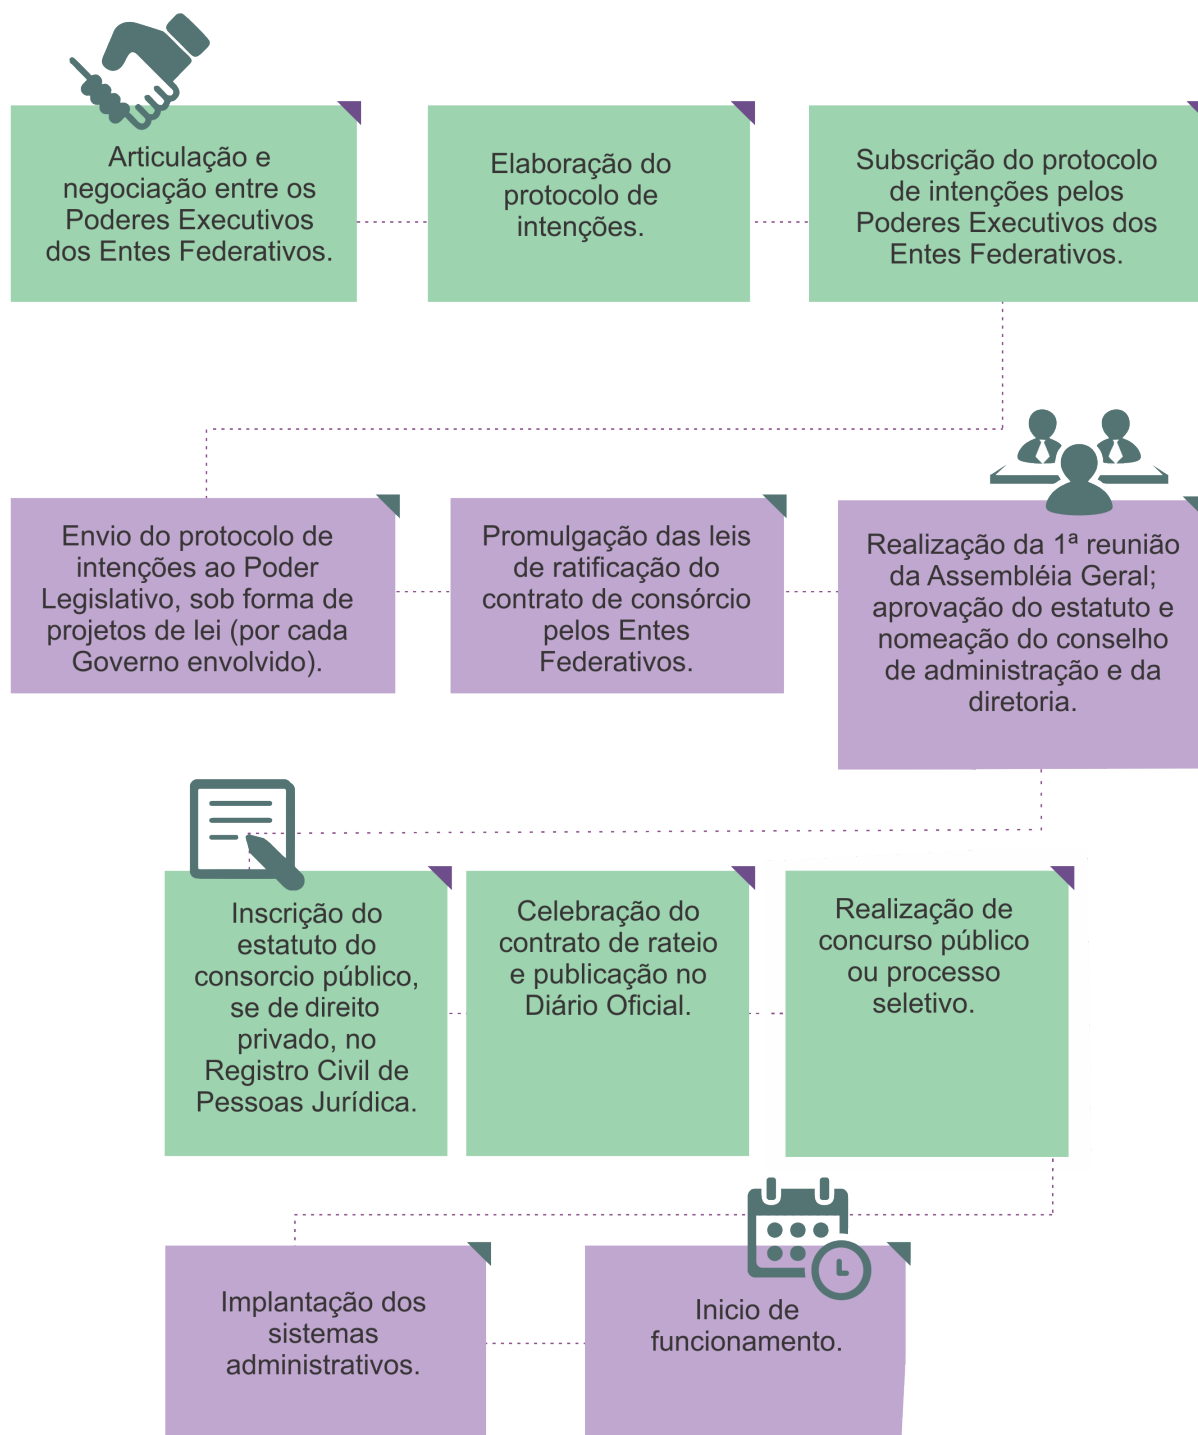 Articulação e
negociação entre os
Poderes Executivos
dos Entes Federativos.
Elaboração do
protocolo de
intenções.
Subscrição do protocolo
de intenções pelos
Poderes Executivos dos
Entes Federativos.
Envio do protocolo de
intenções ao Poder
Legislativo, sob forma de
projetos de lei (por cada
Governo envolvido).
Promulgação das leis
de ratificação do
contrato de consórcio
pelos Entes
Federativos.
Realização da 1ª reunião
da Assembléia Geral;
aprovação do estatuto e
nomeação do conselho
de administração e da
diretoria.
Inscrição do
estatuto do
consorcio público,
se de direito
privado, no
Registro Civil de
Pessoas Jurídica.
Celebração do
contrato de rateio
e publicação no
Diário Oficial.
Realização de
concurso público
ou processo
seletivo.
Implantação dos
sistemas
administrativos.
Inicio de
funcionamento.